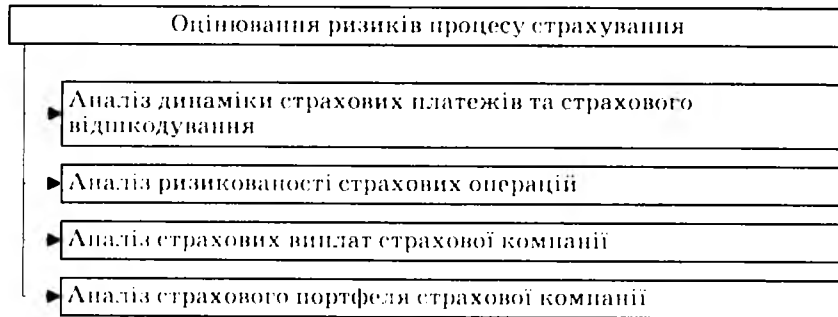 Оцінювання ризиків процесу страхування
Аналіз динаміки страхових платежів та страхового
відшкодування
Аналіз ризикованості страхових операцій
Аналіз страхових виплат страхової компанії
Аналіз страхового портфеля страхової компанії